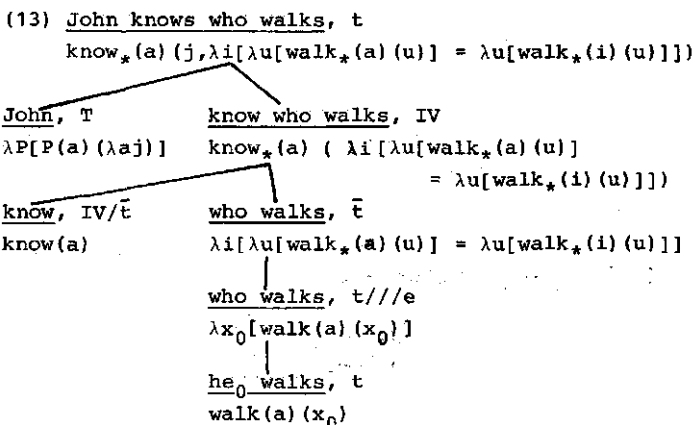 (13) John knows who walks, t
know*(a)(j,λi[λu[walk*(a)(u)] = λu[walk*(i)(u)]])
John, T know who walks, IV
λP[P(a)(λaj)] know*(a) ( λi[λu[walk*(a)(u)]
= λu[walk*(i)(u)]])
know, IV/t̄ who walks, t̄
know(a) λi[λu[walk*(a)(u)] = λu[walk*(i)(u)]]
who walks, t///e
λx₀[walk(a)(x₀)]
he₀ walks, t
walk(a)(x₀)